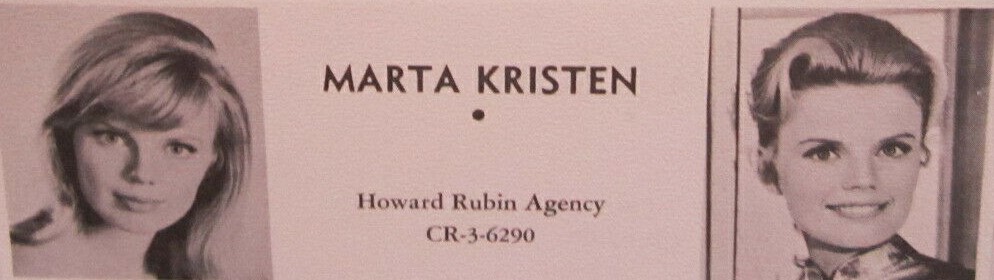 MARTA KRISTEN
Howard Rubin Agency
CR-3-6290